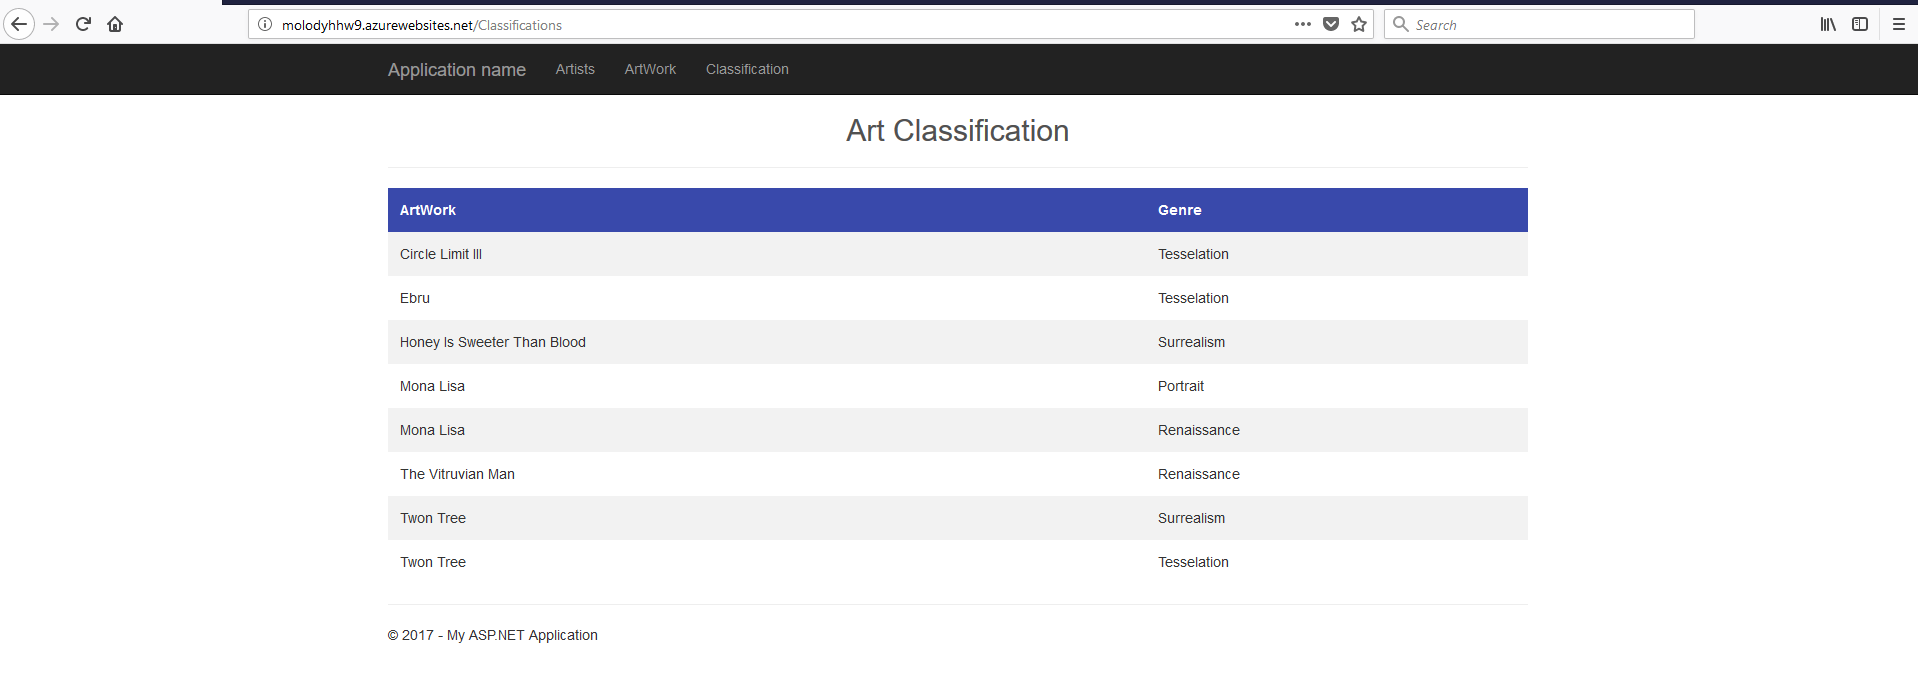 molodyhhw9.azurewebsites.net/Classifications
Search
Application name Artists ArtWork Classification
Art Classification
ArtWork Genre
Circle Limit III Tesselation
Ebru Tesselation
Honey Is Sweeter Than Blood Surrealism
Mona Lisa Portrait
Mona Lisa Renaissance
The Vitruvian Man Renaissance
Twon Tree Surrealism
Twon Tree Tesselation
© 2017 - My ASP.NET Application